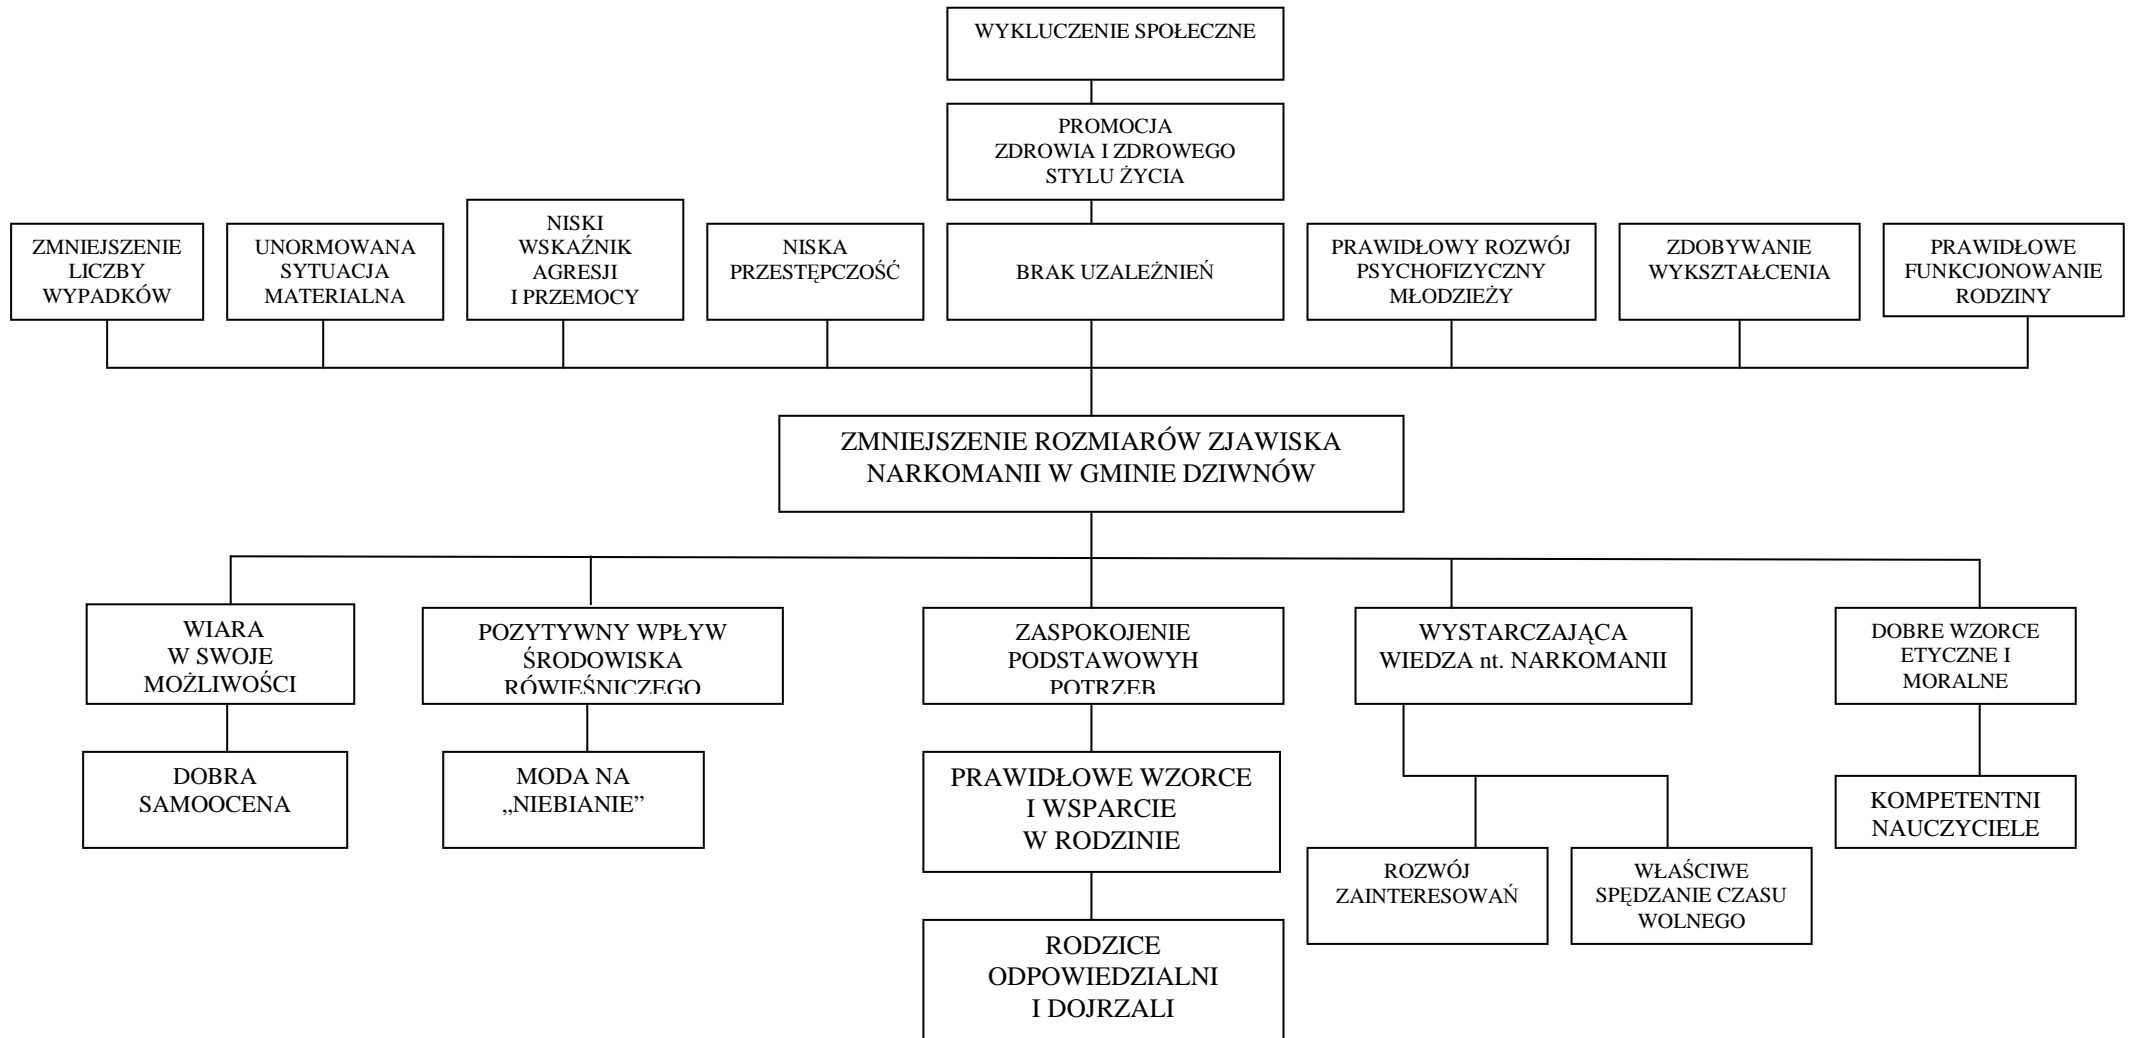 WYKLUCZENIE SPOŁECZNE
PROMOCJA
ZDROWIA I ZDROWEGO
STYLU ŻYCIA
ZMNIEJSZENIE
LICZBY
WYPADKÓW
UNORMOWANA
SYTUACJA
MATERIALNA
NISKI
WSKAŹNIK
AGRESJI
I PRZEMOCY
NISKA
PRZESTĘPCZOŚĆ
BRAK UZALEŻNIEŃ
PRAWIDŁOWY ROZWÓJ
PSYCHOFIZYCZNY
MŁODZIEŻY
ZDOBYWANIE
WYKSZTAŁCENIA
PRAWIDŁOWE
FUNKCJONOWANIE
RODZINY
ZMNIEJSZENIE ROZMIARÓW ZJAWISKA
NARKOMANII W GMINIE DZIWNÓW
WIARA
W SWOJE
MOŻLIWOŚCI
POZYTYWNY WPŁYW
ŚRODOWISKA
RÓWIEŚNICZEGO
ZASPOKOJENIE
PODSTAWOWYH
POTRZEB
WYSTARCZAJĄCA
WIEDZA nt. NARKOMANII
DOBRE WZORCE
ETYCZNE I
MORALNE
DOBRA
SAMOOCENA
MODA NA
„NIEBIANIE”
PRAWIDŁOWE WZORCE
I WSPARCIE
W RODZINIE
KOMPETENTNI
NAUCZYCIELE
ROZWÓJ
ZAINTERESOWAŃ
WŁAŚCIWE
SPĘDZANIE CZASU
WOLNEGO
RODZICE
ODPOWIEDZIALNI
I DOJRZALI